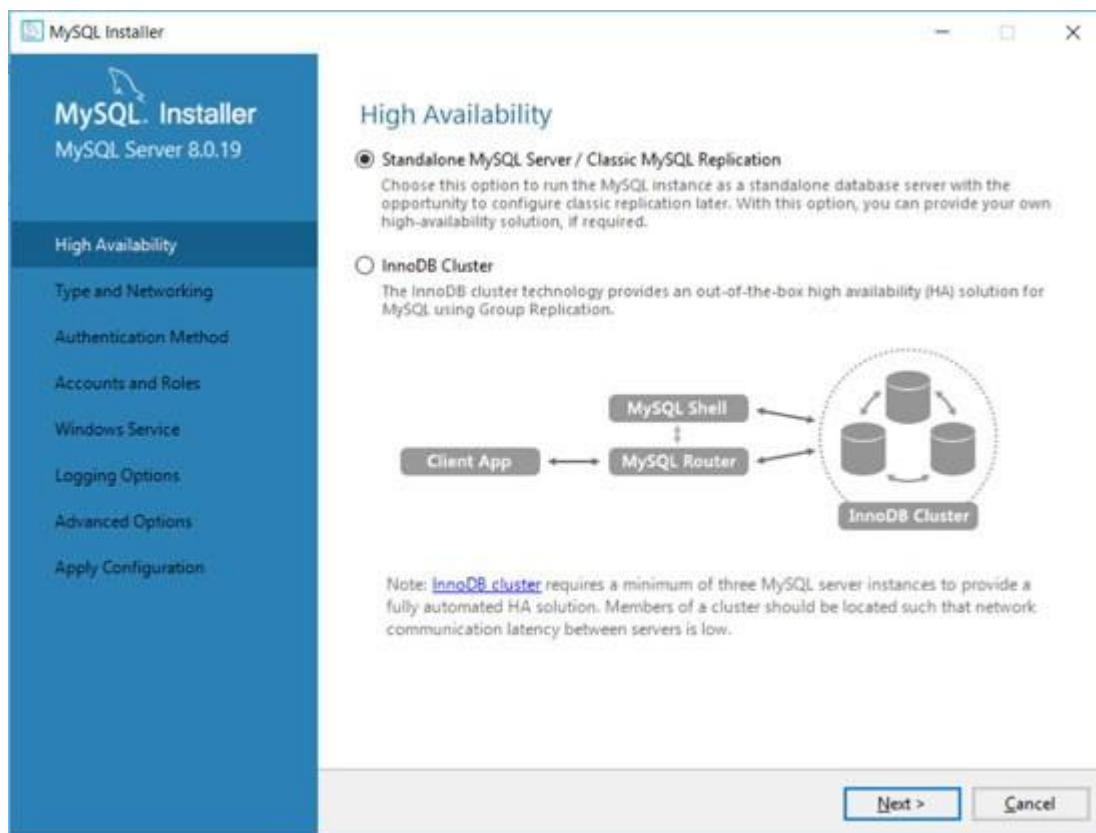 MySQL Installer
MySQL. Installer
MySQL Server 8.0.19
High Availability
Type and Networking
Authentication Method
Accounts and Roles
Windows Service
Logging Options
Advanced Options
Apply Configuration
High Availability
Standalone MySQL Server / Classic MySQL Replication
Choose this option to run the MySQL instance as a standalone database server with the
opportunity to configure classic replication later. With this option, you can provide your own
high-availability solution, if required.
InnoDB Cluster
The InnoDB cluster technology provides an out-of-the-box high availability (HA) solution for
MySQL using Group Replication.
MySQL Shell
Client App
MySQL Router
InnoDB Cluster
Note: InnoDB cluster requires a minimum of three MySQL server instances to provide a
fully automated HA solution. Members of a cluster should be located such that network
communication latency between servers is low.
Next >
Cancel